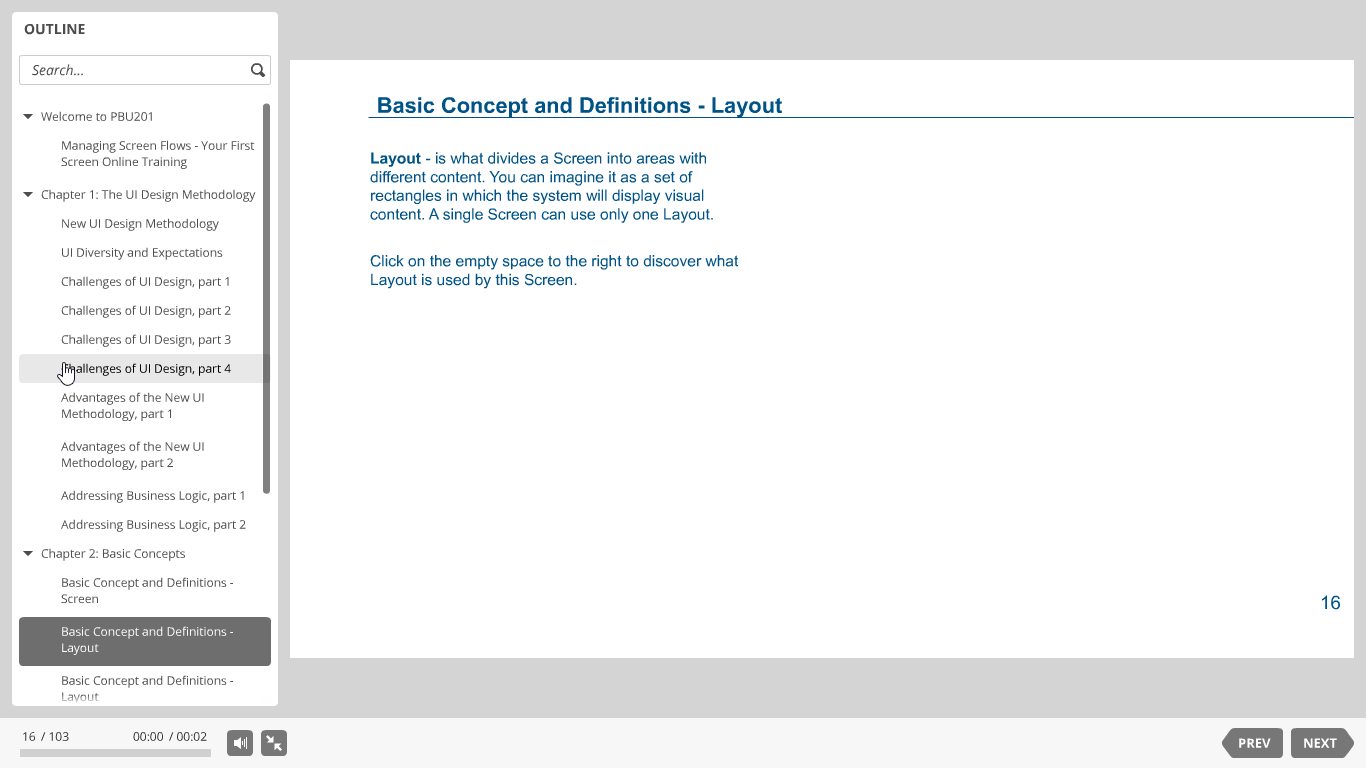 OUTLINE
Search...
Welcome to PBU201
Managing Screen Flows - Your First
Screen Online Training
Chapter 1: The UI Design Methodology
New UI Design Methodology
UI Diversity and Expectations
Challenges of UI Design, part 1
Challenges of UI Design, part 2
Challenges of UI Design, part 3
Challenges of UI Design, part 4
Advantages of the New UI
Methodology, part 1
Advantages of the New UI
Methodology, part 2
Addressing Business Logic, part 1
Addressing Business Logic, part 2
Chapter 2: Basic Concepts
Basic Concept and Definitions -
Screen
Basic Concept and Definitions -
Layout
Basic Concept and Definitions -
Layout
Basic Concept and Definitions - Layout
Layout - is what divides a Screen into areas with
different content. You can imagine it as a set of
rectangles in which the system will display visual
content. A single Screen can use only one Layout.
Click on the empty space to the right to discover what
Layout is used by this Screen.
16
16 / 103
00:00 / 00:02
PREV
NEXT